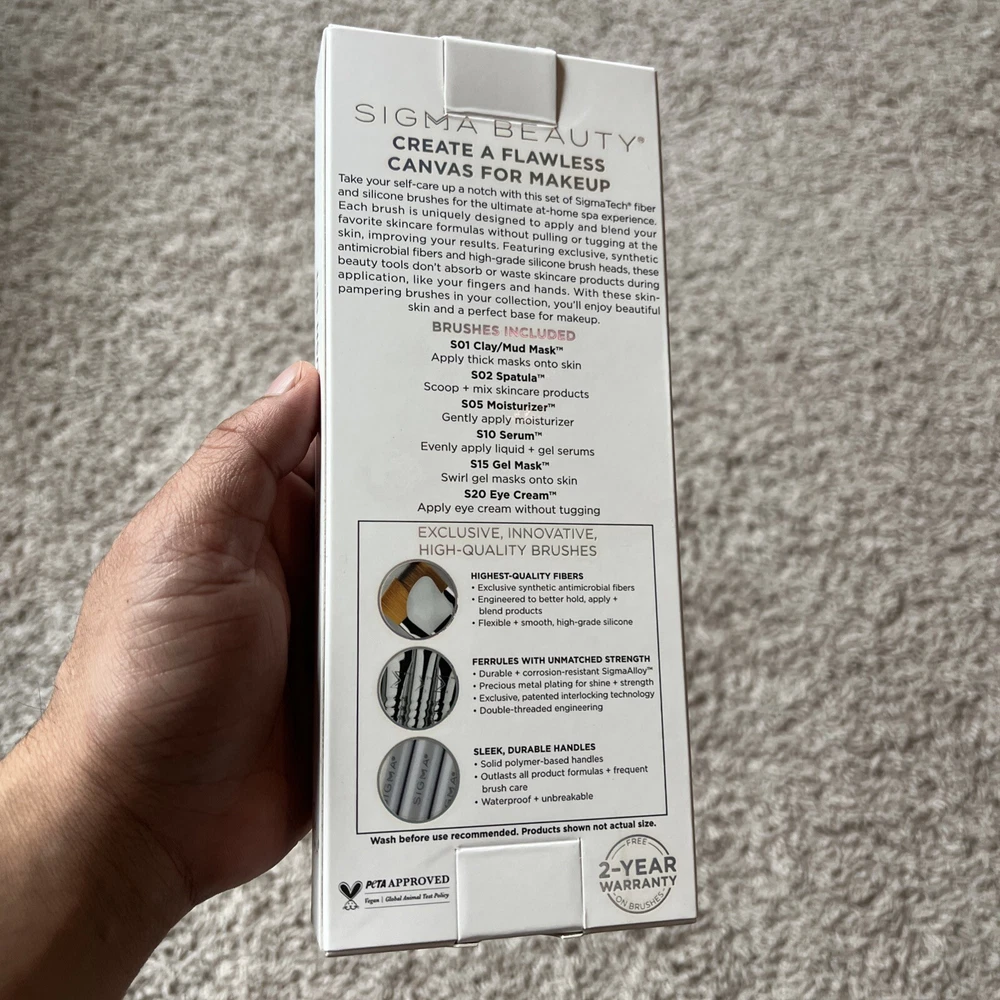 SIGMA BEAUTY®
CREATE A FLAWLESS
CANVAS FOR MAKEUP
Take your self-care up a notch with this set of SigmaTech® fiber
and silicone brushes for the ultimate at-home spa experience.
Each brush is uniquely designed to apply and blend your
favorite skincare formulas without pulling or tugging at the
skin, improving your results. Featuring exclusive, synthetic
antimicrobial fibers and high-grade silicone brush heads, these
beauty tools don't absorb or waste skincare products during
application, like your fingers and hands. With these skin-
pampering brushes in your collection, you'll enjoy beautiful
skin and a perfect base for makeup.
BRUSHES INCLUDED
S01 Clay/Mud Mask™
Apply thick masks onto skin
S02 Spatula™
Scoop + mix skincare products
S05 Moisturizer™
Gently apply moisturizer
S10 Serum™
Evenly apply liquid + gel serums
S15 Gel Mask™
Swirl gel masks onto skin
S20 Eye Cream™
Apply eye cream without tugging
EXCLUSIVE, INNOVATIVE,
HIGH-QUALITY BRUSHES
HIGHEST-QUALITY FIBERS
• Exclusive synthetic antimicrobial fibers
• Engineered to better hold, apply +
blend products
• Flexible + smooth, high-grade silicone
FERRULES WITH UNMATCHED STRENGTH
• Durable + corrosion-resistant SigmaAlloy™
• Precious metal plating for shine + strength
• Exclusive, patented interlocking technology
• Double-threaded engineering
SIGMA®
SIGMA®
SLEEK, DURABLE HANDLES
• Solid polymer-based handles
• Outlasts all product formulas + frequent
brush care
• Waterproof + unbreakable
Wash before use recommended. Products shown not actual size.
PETA APPROVED
Vegan | Global Animal Test Policy
FREE
2-YEAR
WARRANTY
ON BRUSHES